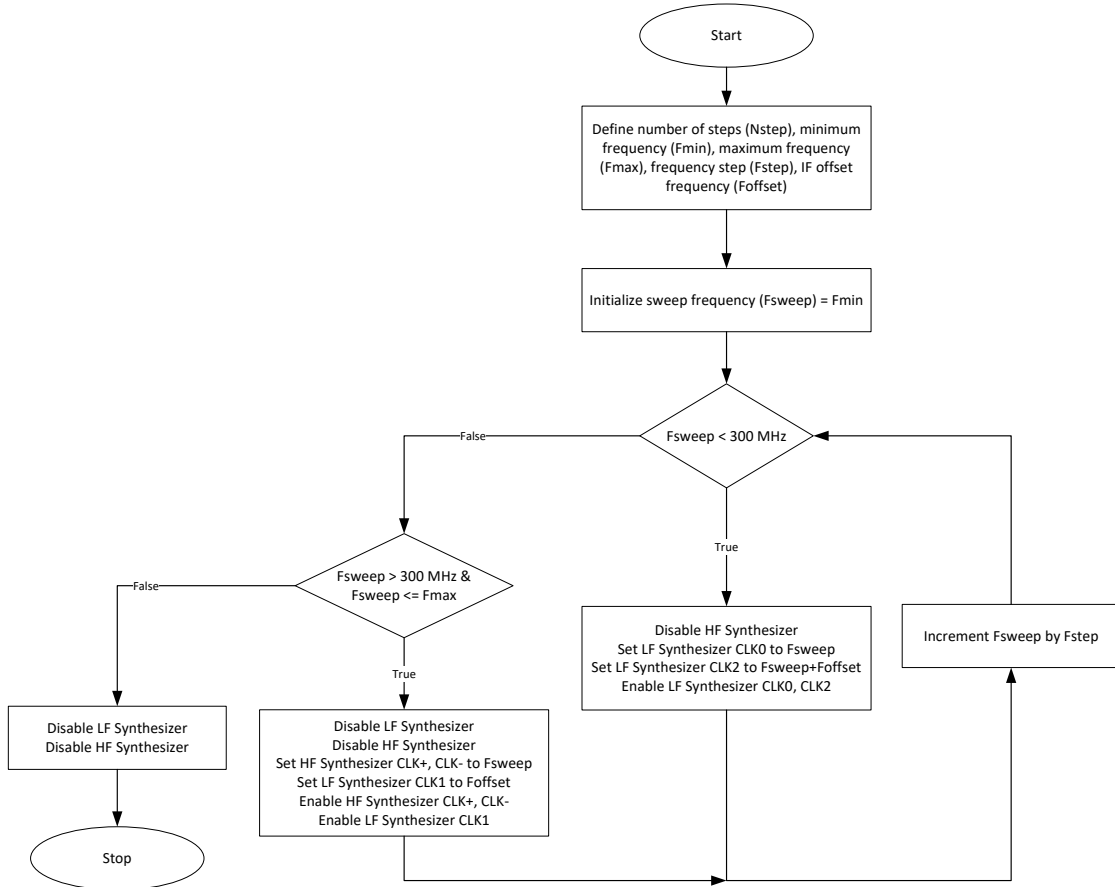 Start
Define number of steps (Nstep), minimum
frequency (Fmin), maximum frequency
(Fmax), frequency step (Fstep), IF offset
frequency (Foffset)
Initialize sweep frequency (Fsweep) = Fmin
Fsweep < 300 MHz
False
True
Fsweep > 300 MHz &
Fsweep <= Fmax
False
True
Disable HF Synthesizer
Set LF Synthesizer CLK0 to Fsweep
Set LF Synthesizer CLK2 to Fsweep+Foffset
Enable LF Synthesizer CLK0, CLK2
Increment Fsweep by Fstep
Disable LF Synthesizer
Disable HF Synthesizer
Disable LF Synthesizer
Disable HF Synthesizer
Set HF Synthesizer CLK+, CLK- to Fsweep
Set LF Synthesizer CLK1 to Foffset
Enable HF Synthesizer CLK+, CLK-
Enable LF Synthesizer CLK1
Stop